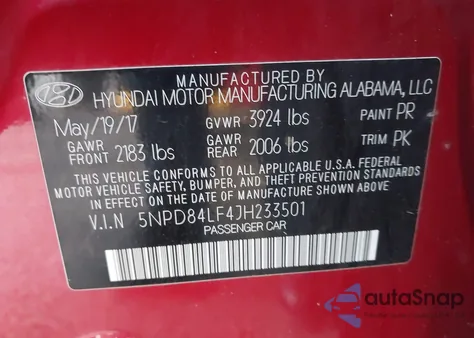 MANUFACTURED BY
HYUNDAI MOTOR MANUFACTURING ALABAMA, LLC
May/19/17 GVWR 3924 lbs PAINT PR
GAWR FRONT 2183 lbs GAWR REAR 2006 lbs TRIM PK
THIS VEHICLE CONFORMS TO ALL APPLICABLE U.S.A. FEDERAL
MOTOR VEHICLE SAFETY, BUMPER, AND THEFT PREVENTION STANDARDS
IN EFFECT ON THE DATE OF MANUFACTURE SHOWN ABOVE.
V.I.N 5NPD84LF4JH233501
PASSENGER CAR
autoSnap